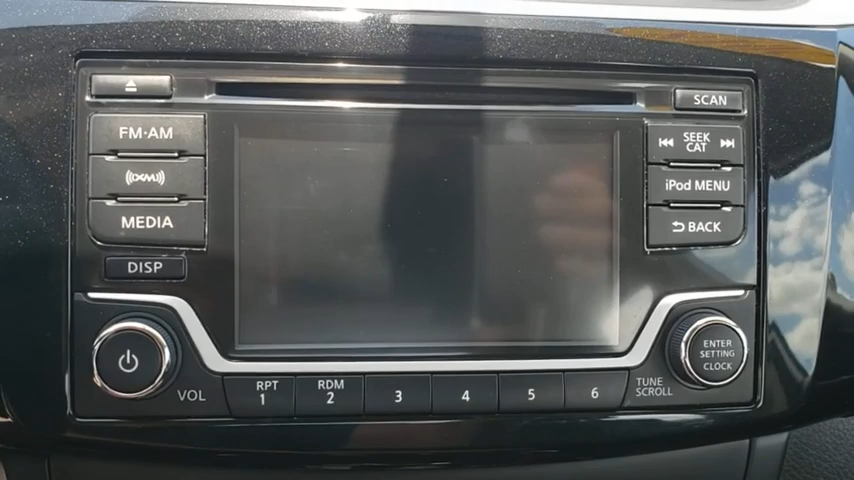 SCAN
FM·AM
SEEK
CAT
((XM))
iPod MENU
MEDIA
BACK
DISP
ENTER
SETTING
CLOCK
VOL
RPT
1
RDM
2
3
4
5
6
TUNE
SCROLL